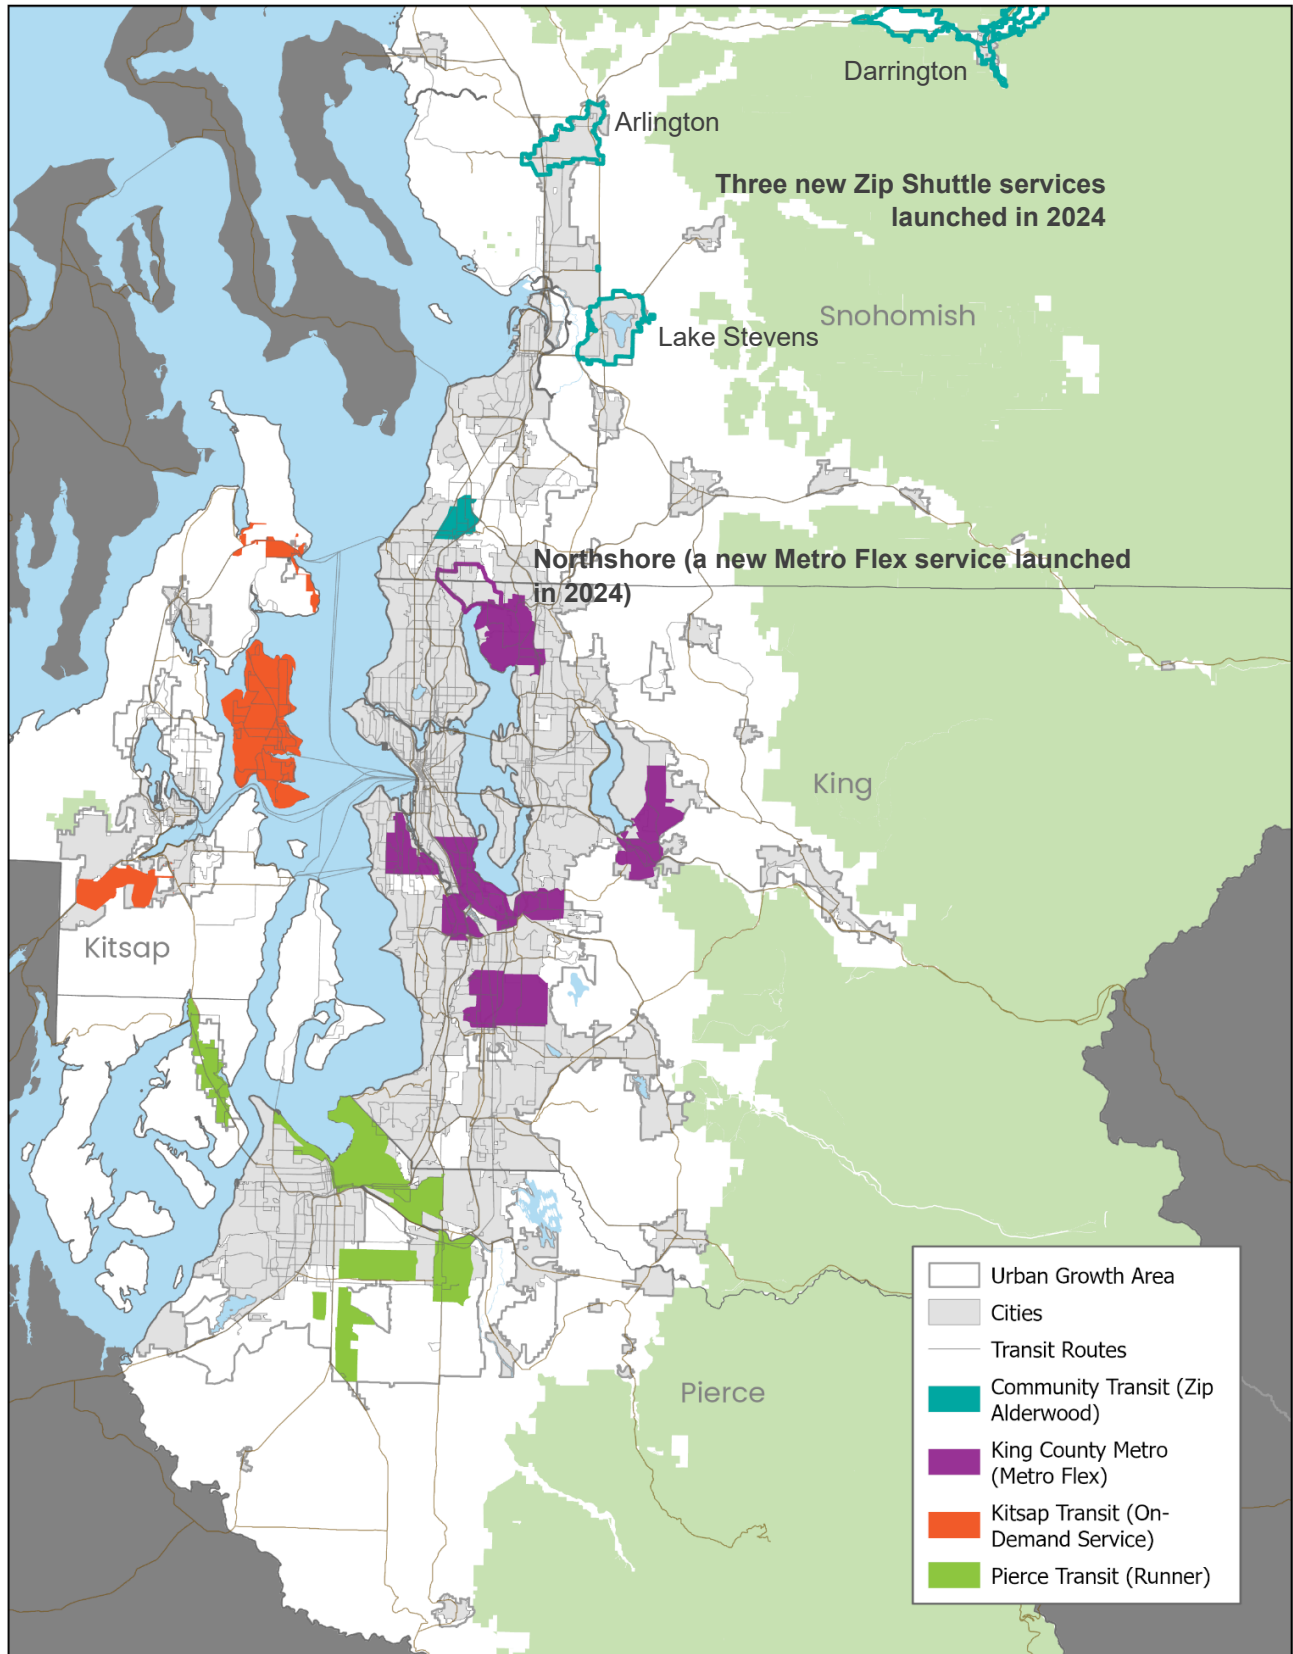 Darrington
Arlington
Three new Zip Shuttle services
launched in 2024
Snohomish
Lake Stevens
Northshore (a new Metro Flex service launched
in 2024)
King
Kitsap
Pierce
Urban Growth Area
Cities
Transit Routes
Community Transit (Zip
Alderwood)
King County Metro
(Metro Flex)
Kitsap Transit (On-
Demand Service)
Pierce Transit (Runner)